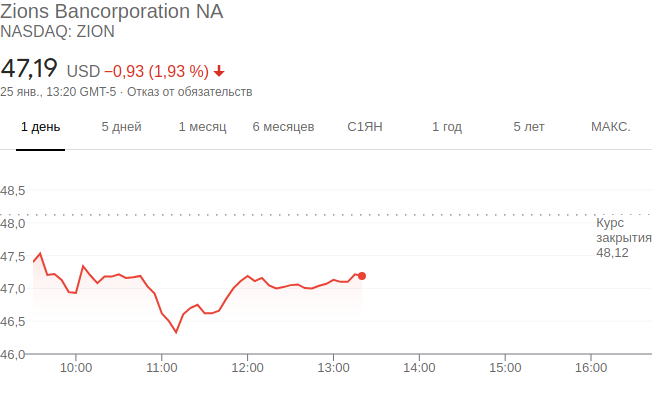 Zions Bancorporation NA
NASDAQ: ZION
47,19 USD −0,93 (1,93 %)
25 янв., 13:20 GMT-5 · Отказ от обязательств
1 день 5 дней 1 месяц 6 месяцев С1ЯН 1 год 5 лет МАКС.
48,5
48,0
47,5
47,0
46,5
46,0
Курс
закрытия
48,12
10:00 11:00 12:00 13:00 14:00 15:00 16:00